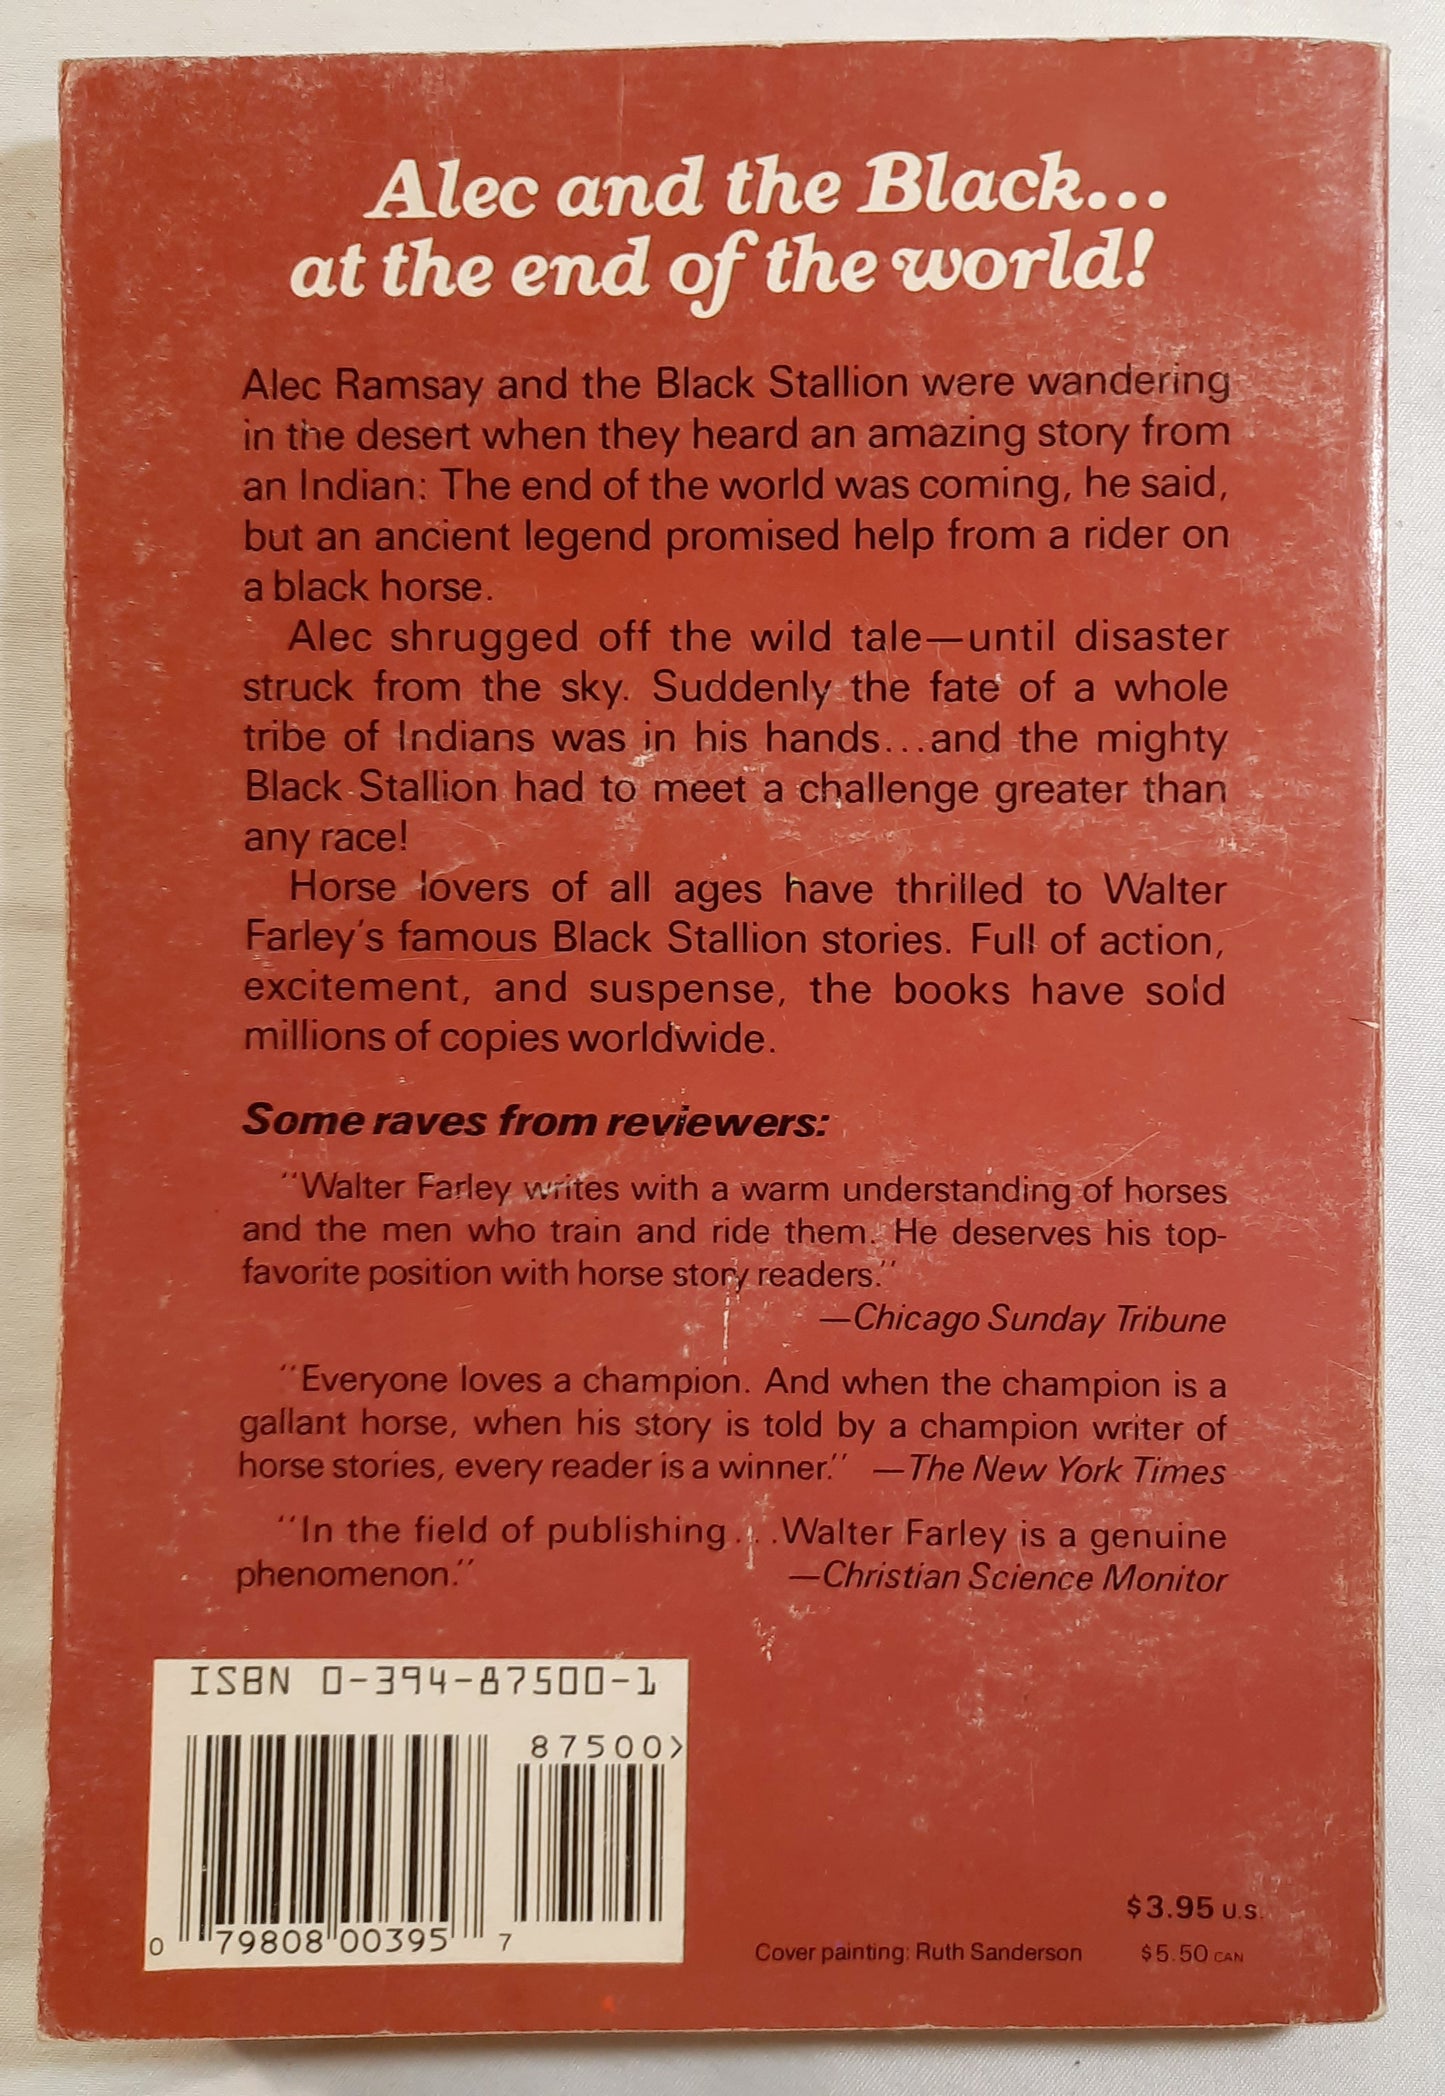 Alec and the Black...
at the end of the world!
Alec Ramsay and the Black Stallion were wandering
in the desert when they heard an amazing story from
an Indian: The end of the world was coming, he said,
but an ancient legend promised help from a rider on
a black horse.
Alec shrugged off the wild tale—until disaster
struck from the sky. Suddenly the fate of a whole
tribe of Indians was in his hands...and the mighty
Black Stallion had to meet a challenge greater than
any race!
Horse lovers of all ages have thrilled to Walter
Farley's famous Black Stallion stories. Full of action,
excitement, and suspense, the books have sold
millions of copies worldwide.
Some raves from reviewers:
"Walter Farley writes with a warm understanding of horses
and the men who train and ride them. He deserves his top-
favorite position with horse story readers."
—Chicago Sunday Tribune
"Everyone loves a champion. And when the champion is a
gallant horse, when his story is told by a champion writer of
horse stories, every reader is a winner." —The New York Times
"In the field of publishing...Walter Farley is a genuine
phenomenon." —Christian Science Monitor
ISBN 0-394-87500-1
87500>
0 79808 00395 7
$3.95 U.S.
Cover painting: Ruth Sanderson $5.50 CAN